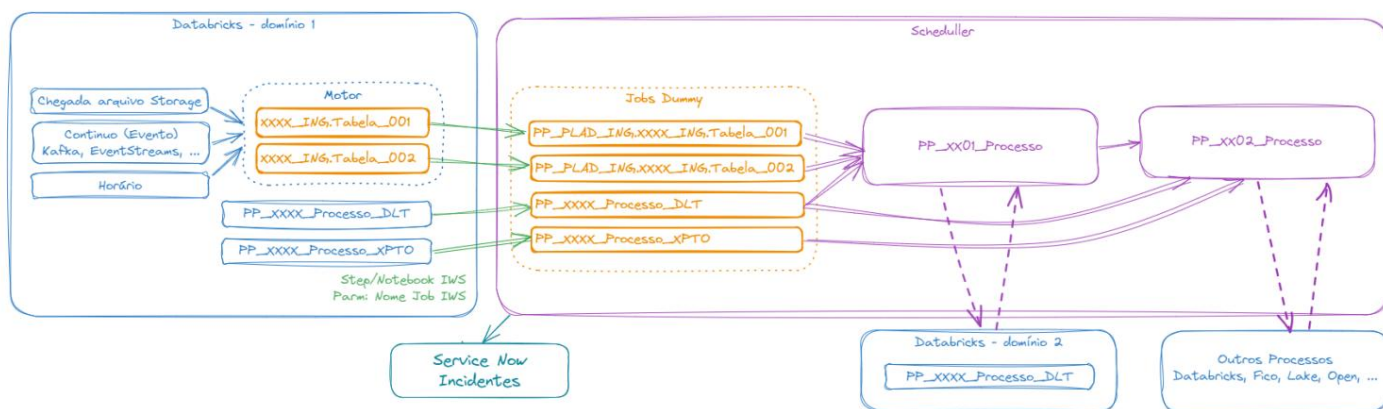 Databricks - domínio 1
Chegada arquivo Storage
Contínuo (Evento)
Kafka, EventStreams, ...
Horário
Motor
XXXX_ING.Tabela_001
XXXX_ING.Tabela_002
PP_XXXX_Processo_DLT
PP_XXXX_Processo_XPTO
Step/Notebook IWS
Parm: Nome Job IWS
Scheduller
Jobs Dummy
PP_PLAD_ING.XXXX_ING.Tabela_001
PP_PLAD_ING.XXXX_ING.Tabela_002
PP_XXXX_Processo_DLT
PP_XXXX_Processo_XPTO
PP_xx01_Processo
PP_xx02_Processo
Service Now
Incidentes
Databricks - domínio 2
PP_XXXX_Processo_DLT
Outros Processos
Databricks, Fico, Lake, Open, ...